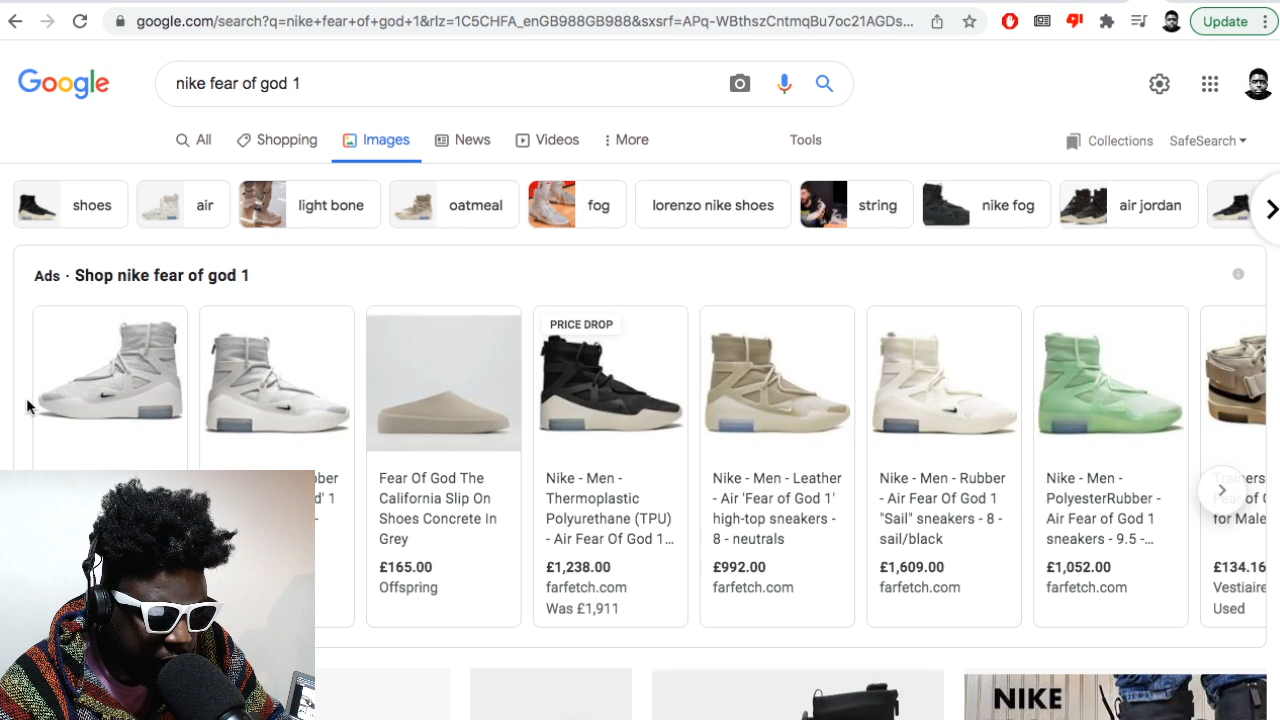 google.com/search?q=nike+fear+of+god+1&rlz=1C5CHFA_enGB988GB988&sxsrf=APq-WBthszCntmqBu7oc21AGDs...
Update
Google
nike fear of god 1
All
Shopping
Images
News
Videos
More
Tools
Collections
SafeSearch
shoes
air
light bone
oatmeal
fog
lorenzo nike shoes
string
nike fog
air jordan
Ads · Shop nike fear of god 1
PRICE DROP
d' 1
Fear Of God The
California Slip On
Shoes Concrete In
Grey
£165.00
Offspring
Nike - Men -
Thermoplastic
Polyurethane (TPU)
- Air Fear Of God 1...
£1,238.00
farfetch.com
Was £1,911
Nike - Men - Leather
- Air 'Fear of God 1'
high-top sneakers -
8 - neutrals
£992.00
farfetch.com
Nike - Men - Rubber
- Air Fear Of God 1
"Sail" sneakers - 8 -
sail/black
£1,609.00
farfetch.com
Nike - Men -
PolyesterRubber -
Air Fear of God 1
sneakers - 9.5 -...
£1,052.00
farfetch.com
Trainers
Fear of G
for Male
£134.16
Vestiaire
Used
NIKE